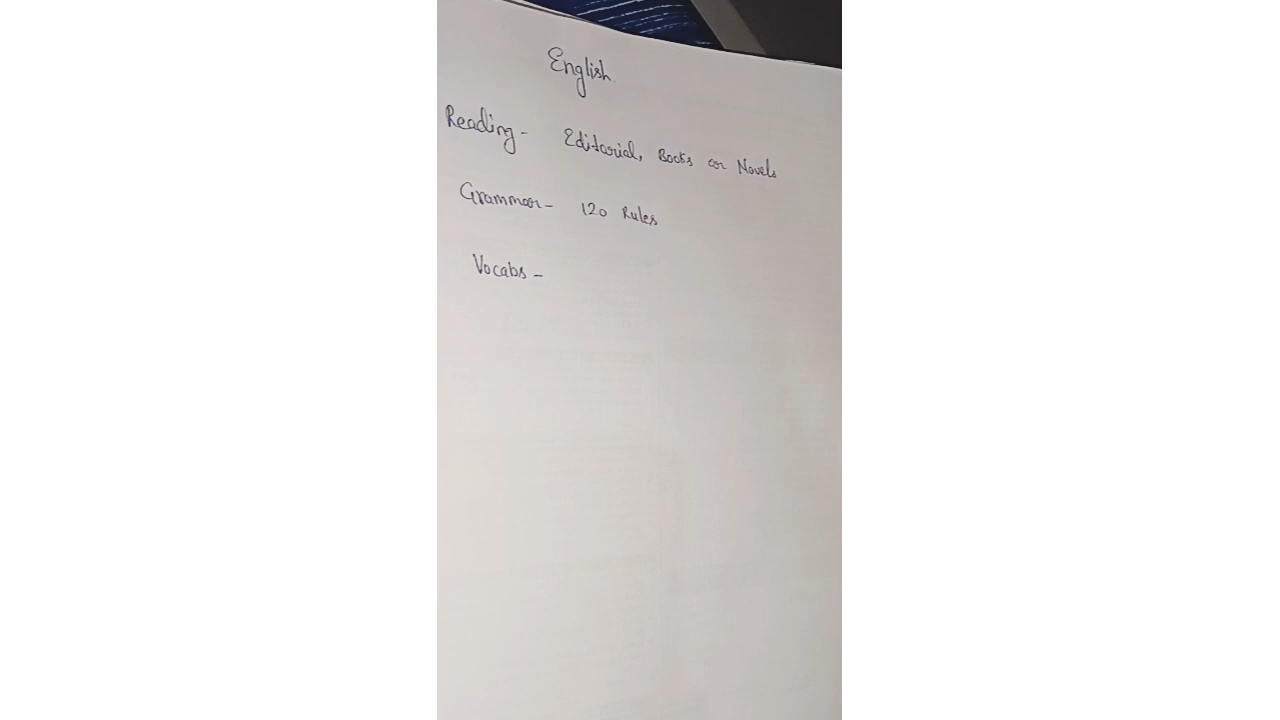 English
Reading - Editorial, Books or Novels
Grammar - 120 Rules
Vocabs -